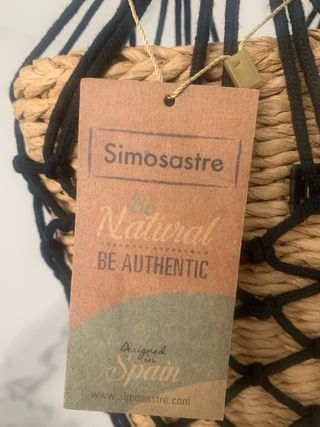 Simosastre
Be
Natural
BE AUTHENTIC
Designed
in
Spain
www.simosastre.com